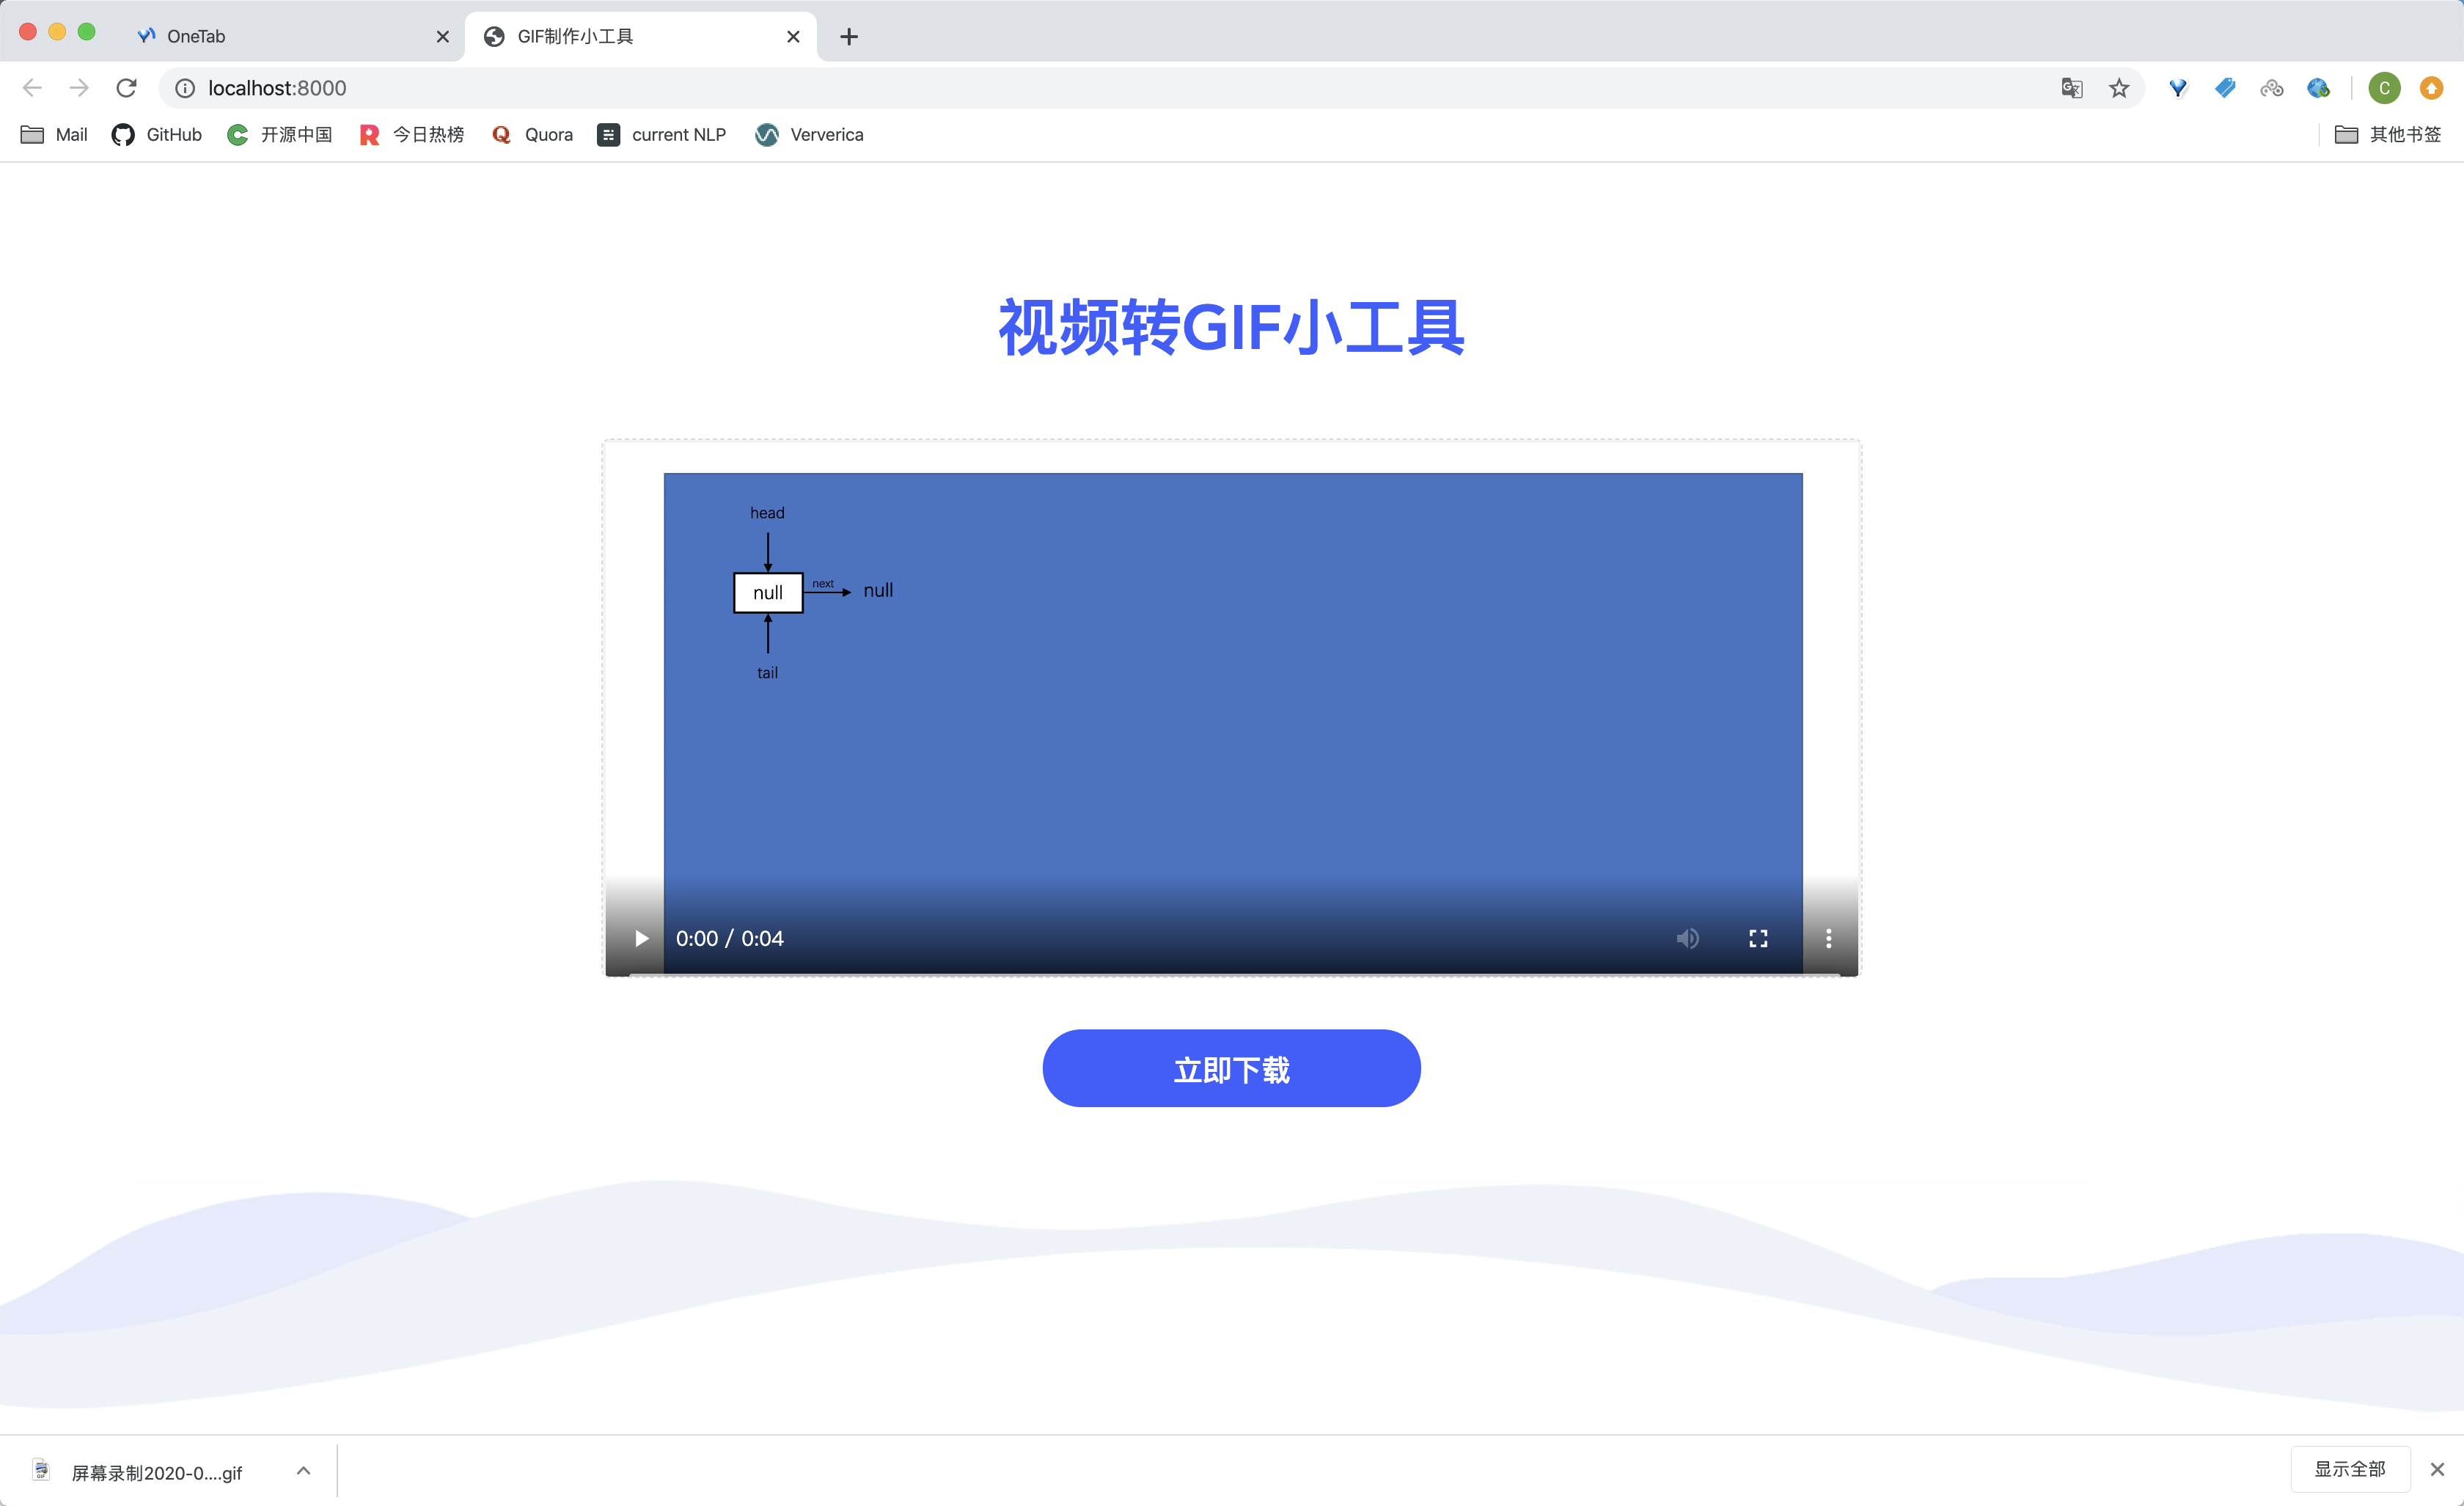 OneTab
GIF制作小工具
localhost:8000
C
Mail
GitHub
开源中国
今日热榜
Quora
current NLP
Ververica
其他书签
视频转GIF小工具
head
null
next
null
tail
0:00 / 0:04
立即下载
屏幕录制2020-0....gif
显示全部